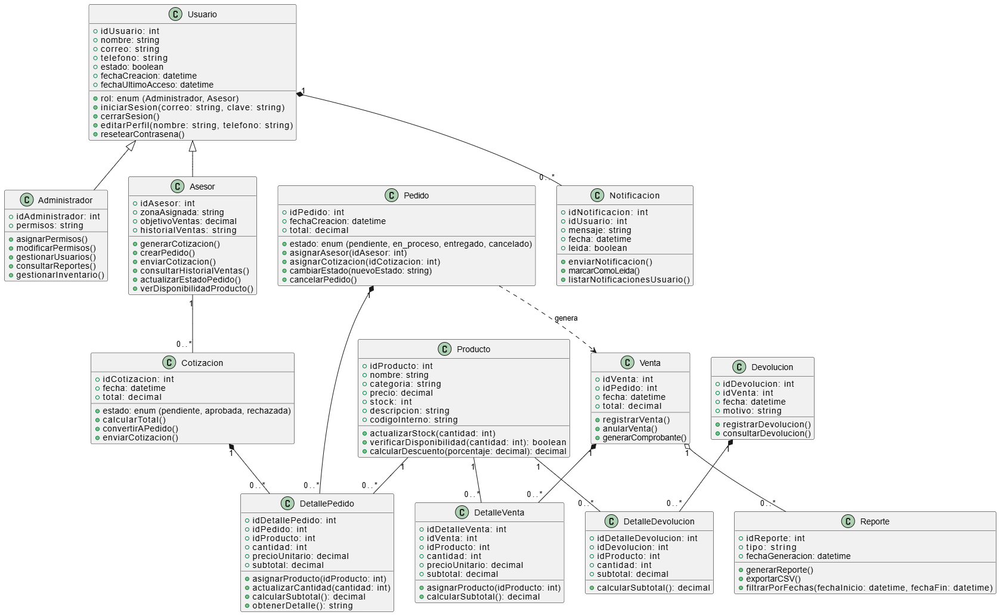 C Usuario
idUsuario: int
nombre: string
correo: string
telefono: string
estado: boolean
fechaCreacion: datetime
fechaUltimoAcceso: datetime
rol: enum (Administrador, Asesor)
iniciarSesion(correo: string, clave: string)
cerrarSesion()
editarPerfil(nombre: string, telefono: string)
resetearContrasena()
1
0..*
C Administrador
idAdministrador: int
permisos: string
asignarPermisos()
modificarPermisos()
gestionarUsuarios()
consultarReportes()
gestionarInventario()
C Asesor
idAsesor: int
zonaAsignada: string
objetivoVentas: decimal
historialVentas: string
generarCotizacion()
crearPedido()
enviarCotizacion()
consultarHistorialVentas()
actualizarEstadoPedido()
verDisponibilidadProducto()
C Pedido
idPedido: int
fechaCreacion: datetime
total: decimal
estado: enum (pendiente, en_proceso, entregado, cancelado)
asignarAsesor(idAsesor: int)
asignarCotizacion(idCotizacion: int)
cambiarEstado(nuevoEstado: string)
cancelarPedido()
C Notificacion
idNotificacion: int
idUsuario: int
mensaje: string
fecha: datetime
leida: boolean
enviarNotificacion()
marcarComoLeida()
listarNotificacionesUsuario()
1
0..*
1
genera
C Cotizacion
idCotizacion: int
fecha: datetime
total: decimal
estado: enum (pendiente, aprobada, rechazada)
calcularTotal()
convertirAPedido()
enviarCotizacion()
C Producto
idProducto: int
nombre: string
categoria: string
precio: decimal
stock: int
descripcion: string
codigoInterno: string
actualizarStock(cantidad: int)
verificarDisponibilidad(cantidad: int): boolean
calcularDescuento(porcentaje: decimal): decimal
C Venta
idVenta: int
idPedido: int
fecha: datetime
total: decimal
registrarVenta()
anularVenta()
generarComprobante()
C Devolucion
idDevolucion: int
idVenta: int
fecha: datetime
motivo: string
registrarDevolucion()
consultarDevolucion()
1
1
1
1
1
1
1
0..*
0..*
0..*
0..*
0..*
0..*
0..*
0..*
C DetallePedido
idDetallePedido: int
idPedido: int
idProducto: int
cantidad: int
precioUnitario: decimal
subtotal: decimal
asignarProducto(idProducto: int)
actualizarCantidad(cantidad: int)
calcularSubtotal(): decimal
obtenerDetalle(): string
C DetalleVenta
idDetalleVenta: int
idVenta: int
idProducto: int
cantidad: int
precioUnitario: decimal
subtotal: decimal
asignarProducto(idProducto: int)
calcularSubtotal(): decimal
C DetalleDevolucion
idDetalleDevolucion: int
idDevolucion: int
idProducto: int
cantidad: int
subtotal: decimal
calcularSubtotal(): decimal
C Reporte
idReporte: int
tipo: string
fechaGeneracion: datetime
generarReporte()
exportarCSV()
filtrarPorFechas(fechaInicio: datetime, fechaFin: datetime)